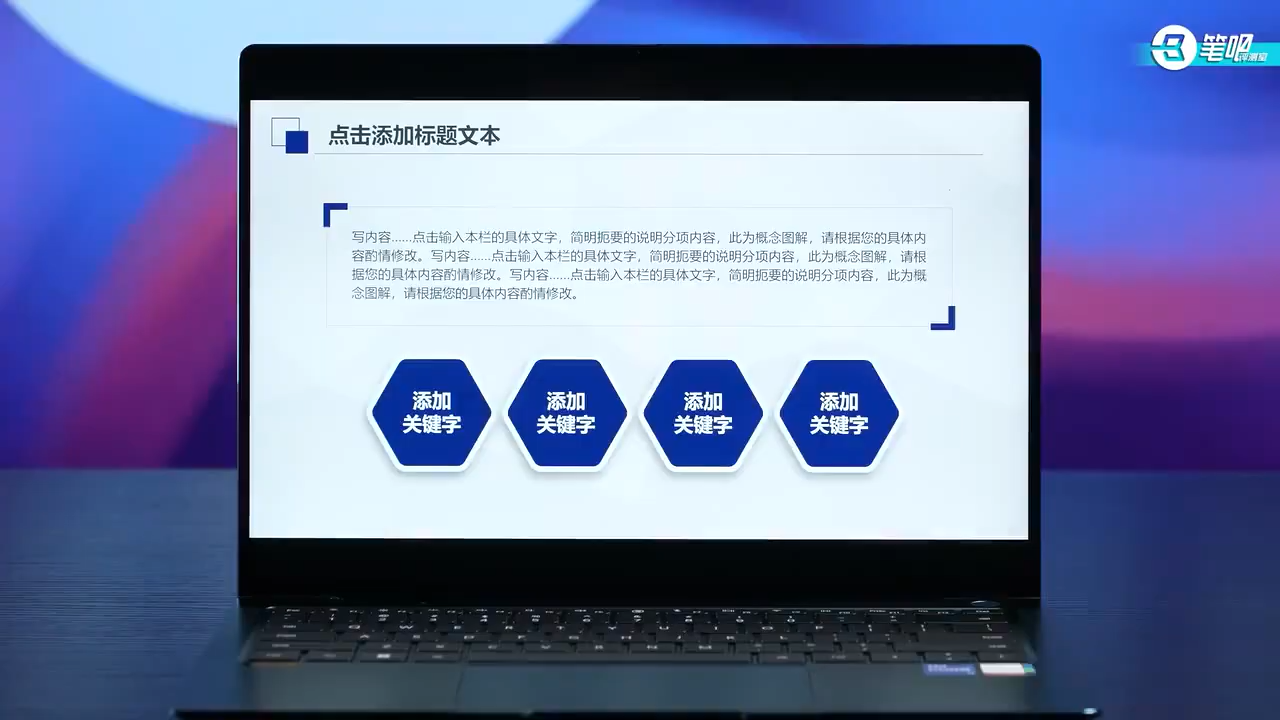 笔吧
评测室
点击添加标题文本
写内容......点击输入本栏的具体文字，简明扼要的说明分项内容，此为概念图解，请根据您的具体内
容酌情修改。写内容......点击输入本栏的具体文字，简明扼要的说明分项内容，此为概念图解，请根
据您的具体内容酌情修改。写内容......点击输入本栏的具体文字，简明扼要的说明分项内容，此为概
念图解，请根据您的具体内容酌情修改。
添加
关键字
添加
关键字
添加
关键字
添加
关键字